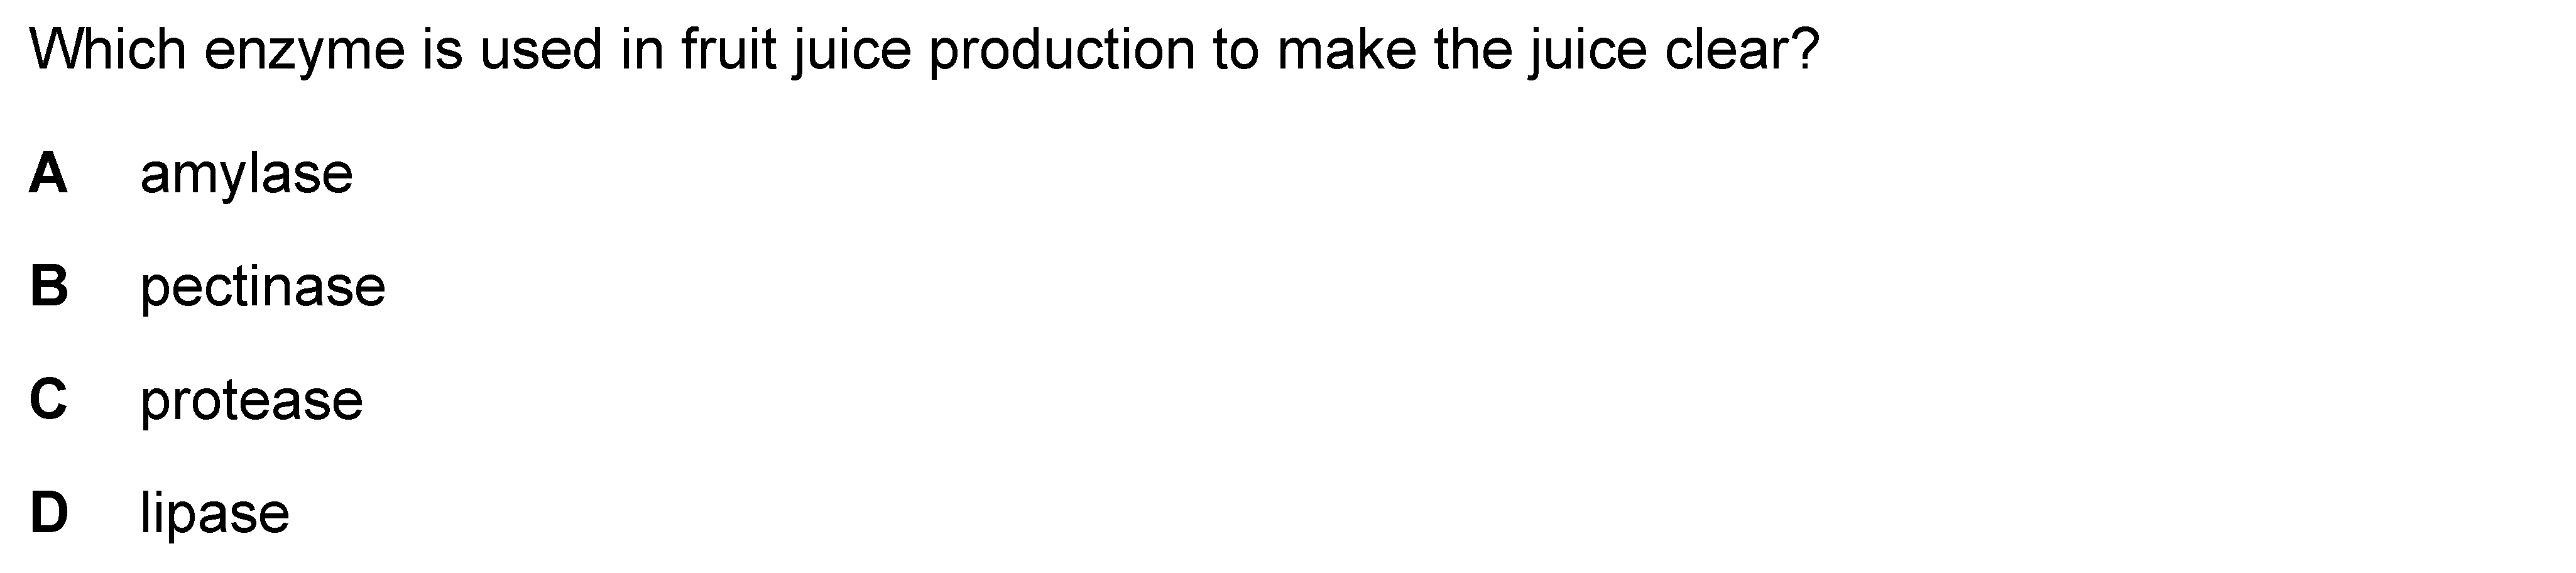 Which enzyme is used in fruit juice production to make the juice clear?
A amylase
B pectinase
C protease
D lipase